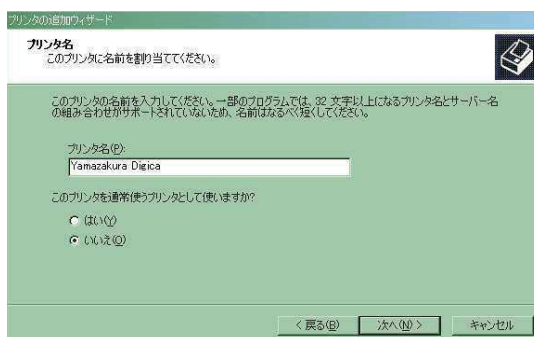 プリンタの追加ウィザード
プリンタ名
このプリンタに名前を割り当ててください。
このプリンタの名前を入力してください。一部のプログラムでは、32 文字以上になるプリンタ名とサーバー名
の組み合わせがサポートされていないため、名前はなるべく短くしてください。
プリンタ名(P):
Yamazakura Digica
このプリンタを通常使うプリンタとして使いますか?
はい(Y)
いいえ(O)
< 戻る(B)
次へ(N) >
キャンセル